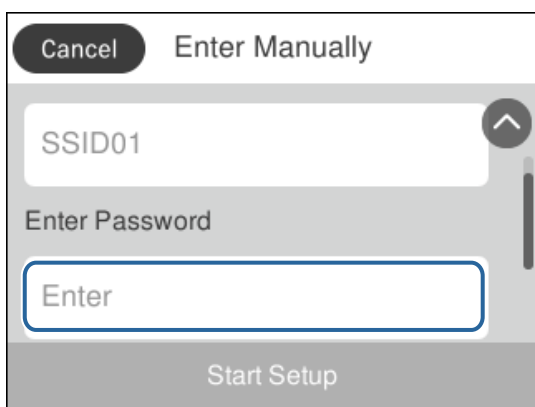 Cancel Enter Manually
SSID01
Enter Password
Enter
Start Setup